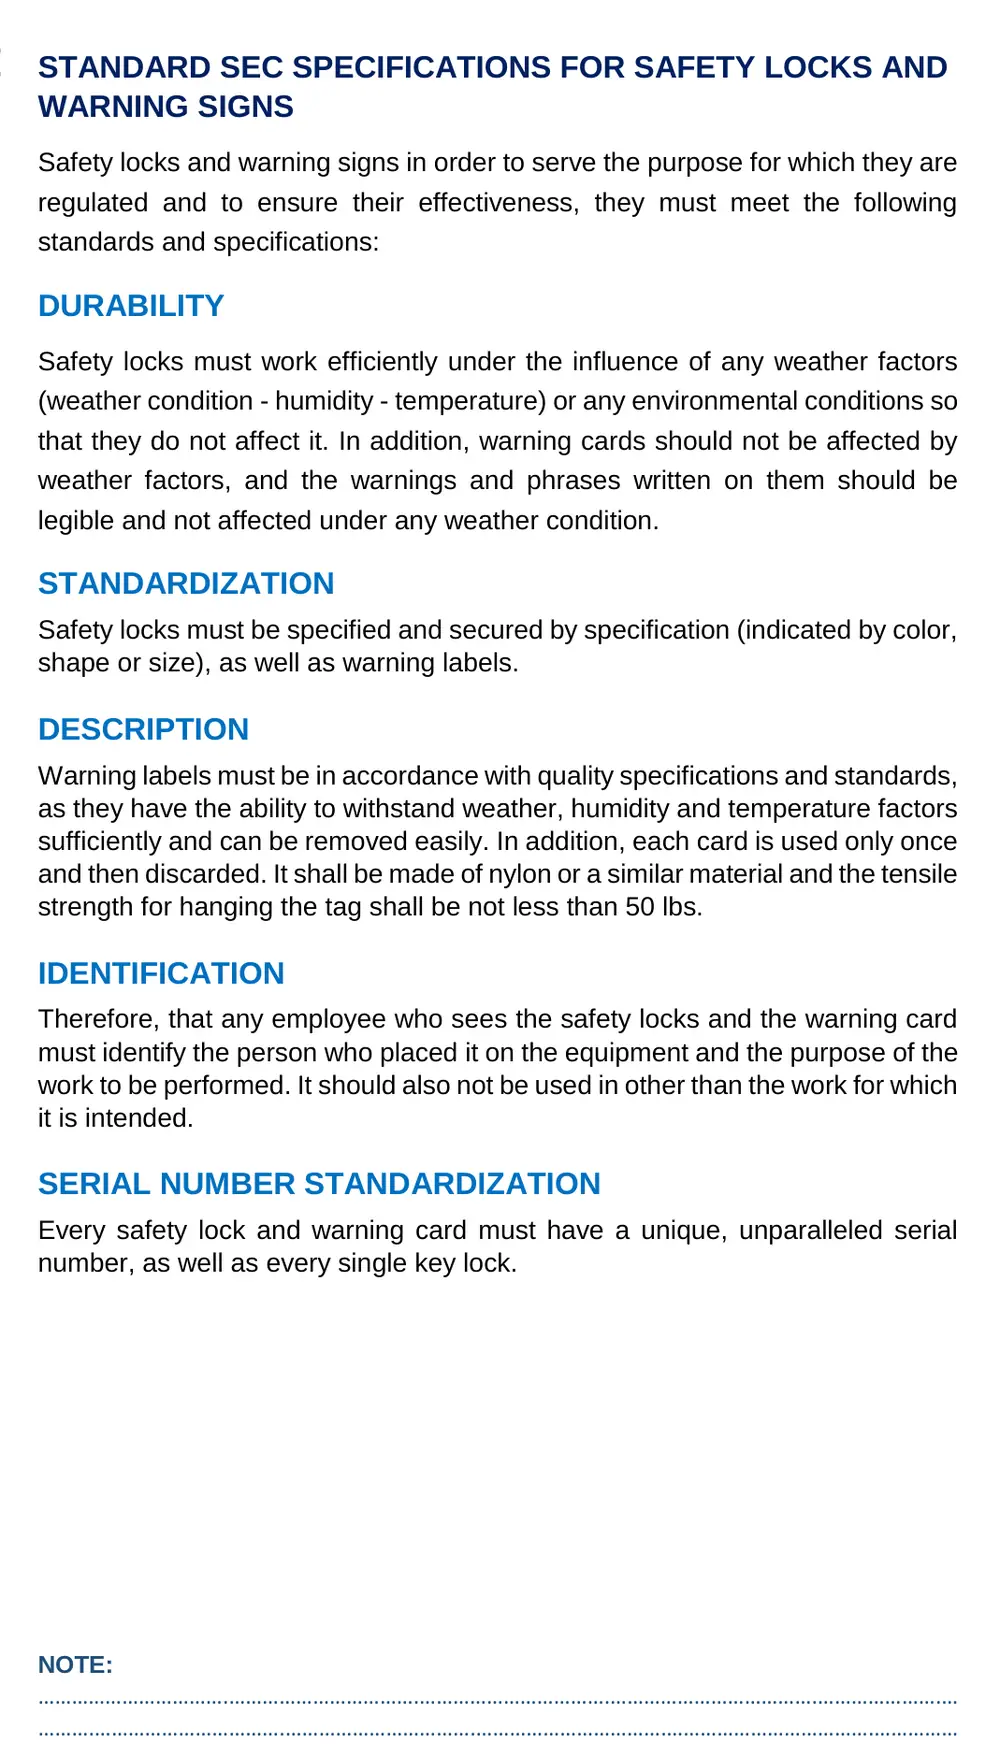 STANDARD SEC SPECIFICATIONS FOR SAFETY LOCKS AND
WARNING SIGNS
Safety locks and warning signs in order to serve the purpose for which they are
regulated and to ensure their effectiveness, they must meet the following
standards and specifications:
DURABILITY
Safety locks must work efficiently under the influence of any weather factors
(weather condition - humidity - temperature) or any environmental conditions so
that they do not affect it. In addition, warning cards should not be affected by
weather factors, and the warnings and phrases written on them should be
legible and not affected under any weather condition.
STANDARDIZATION
Safety locks must be specified and secured by specification (indicated by color,
shape or size), as well as warning labels.
DESCRIPTION
Warning labels must be in accordance with quality specifications and standards,
as they have the ability to withstand weather, humidity and temperature factors
sufficiently and can be removed easily. In addition, each card is used only once
and then discarded. It shall be made of nylon or a similar material and the tensile
strength for hanging the tag shall be not less than 50 lbs.
IDENTIFICATION
Therefore, that any employee who sees the safety locks and the warning card
must identify the person who placed it on the equipment and the purpose of the
work to be performed. It should also not be used in other than the work for which
it is intended.
SERIAL NUMBER STANDARDIZATION
Every safety lock and warning card must have a unique, unparalleled serial
number, as well as every single key lock.
NOTE: